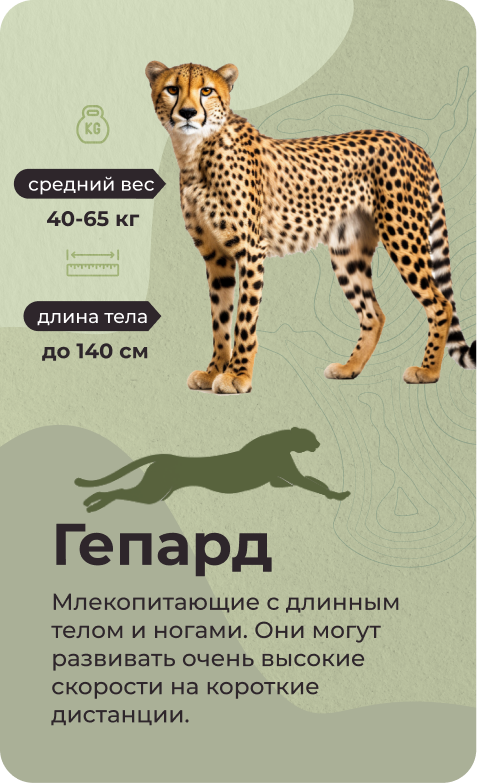 KG
средний вес
40-65 кг
длина тела
до 140 см
Гепард
Млекопитающие с длинным
телом и ногами. Они могут
развивать очень высокие
скорости на короткие
дистанции.